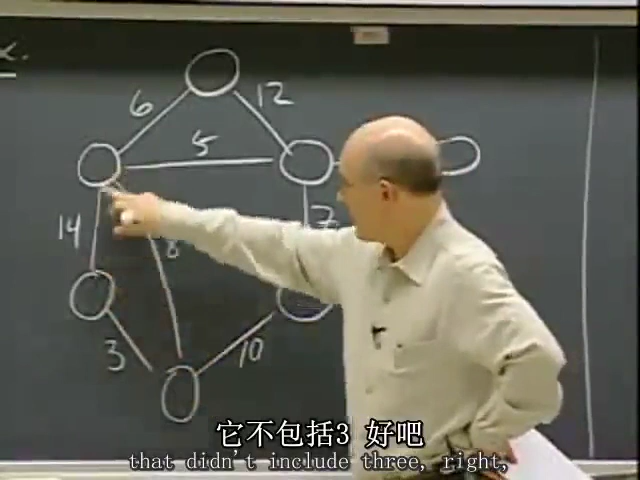 x.
6
12
5
14
7
8
3
10
它不包括3 好吧
that didn't include three, right,